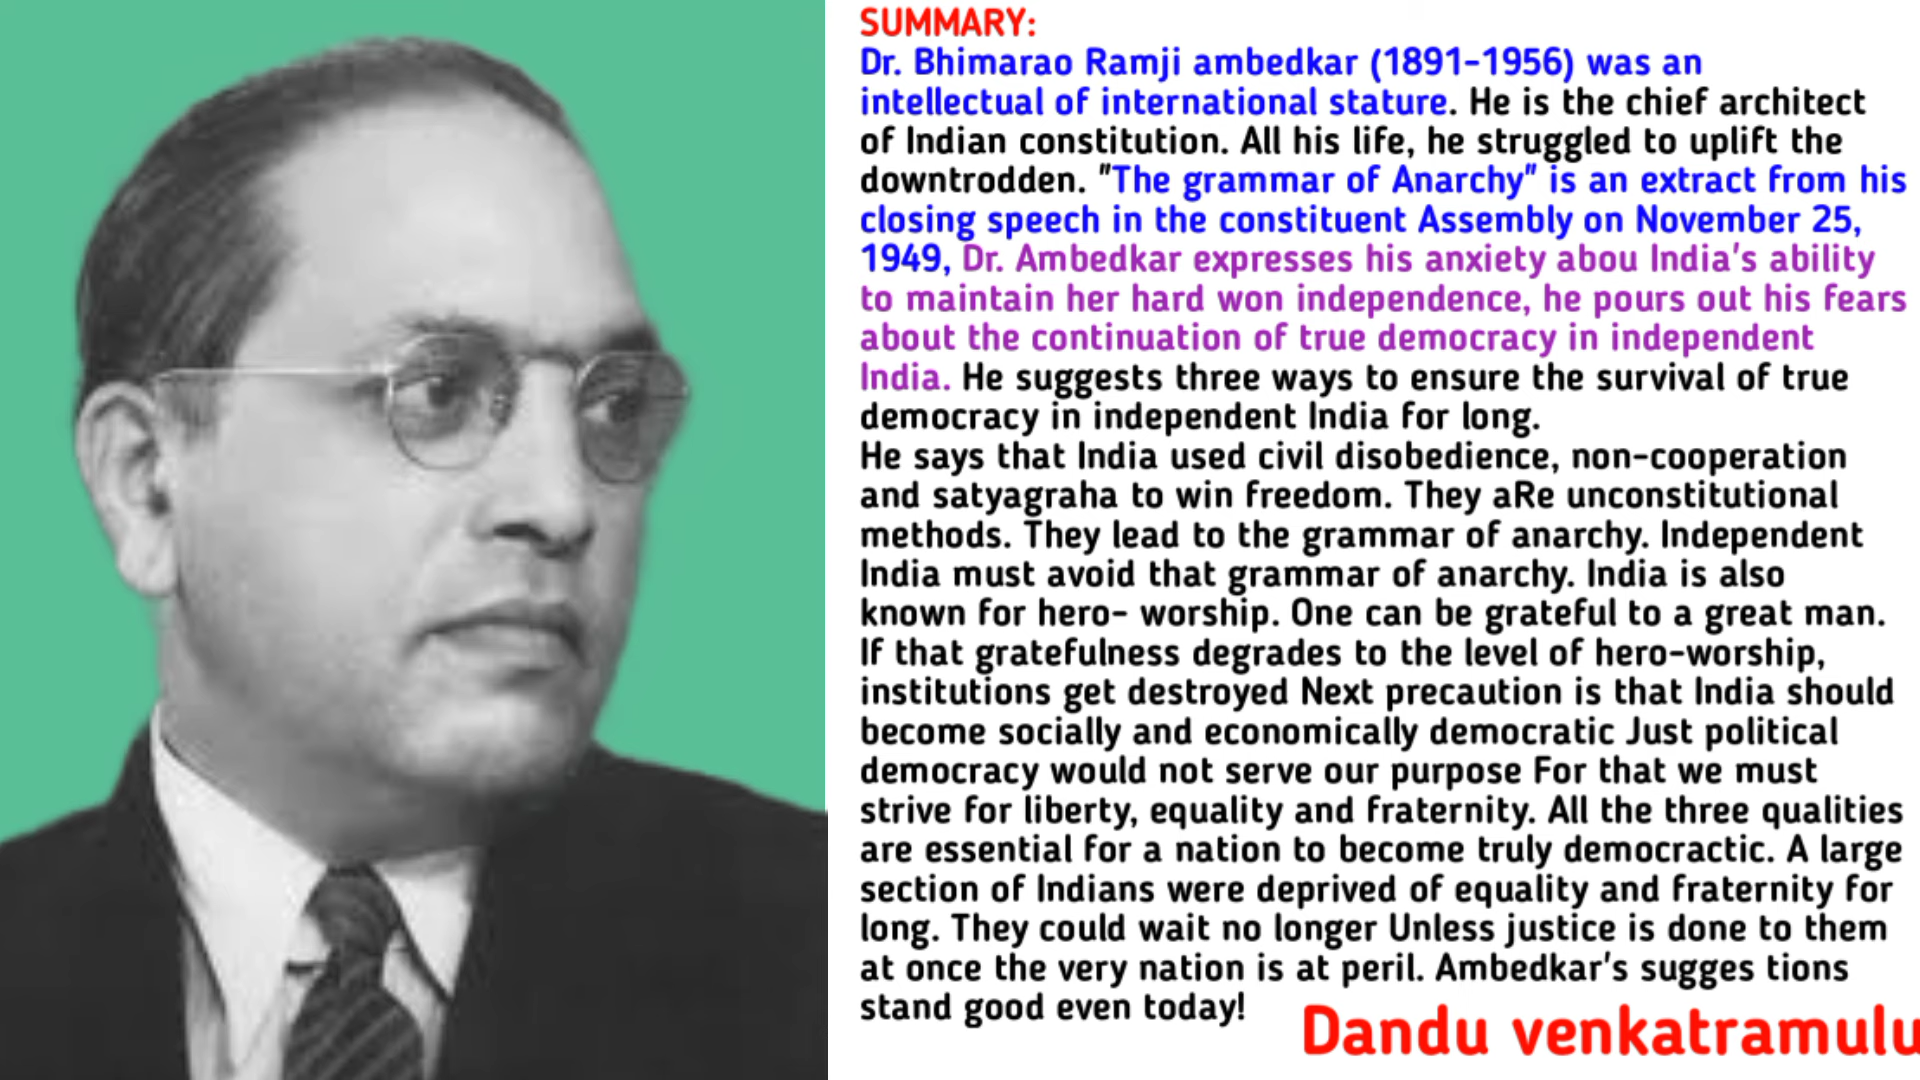 SUMMARY:
Dr. Bhimarao Ramji ambedkar (1891-1956) was an
intellectual of international stature. He is the chief architect
of Indian constitution. All his life, he struggled to uplift the
downtrodden. "The grammar of Anarchy" is an extract from his
closing speech in the constituent Assembly on November 25,
1949, Dr. Ambedkar expresses his anxiety abou India's ability
to maintain her hard won independence, he pours out his fears
about the continuation of true democracy in independent
India. He suggests three ways to ensure the survival of true
democracy in independent India for long.
He says that India used civil disobedience, non-cooperation
and satyagraha to win freedom. They aRe unconstitutional
methods. They lead to the grammar of anarchy. Independent
India must avoid that grammar of anarchy. India is also
known for hero- worship. One can be grateful to a great man.
If that gratefulness degrades to the level of hero-worship,
institutions get destroyed Next precaution is that India should
become socially and economically democratic Just political
democracy would not serve our purpose For that we must
strive for liberty, equality and fraternity. All the three qualities
are essential for a nation to become truly democractic. A large
section of Indians were deprived of equality and fraternity for
long. They could wait no longer Unless justice is done to them
at once the very nation is at peril. Ambedkar's sugges tions
stand good even today!
Dandu venkatramulu